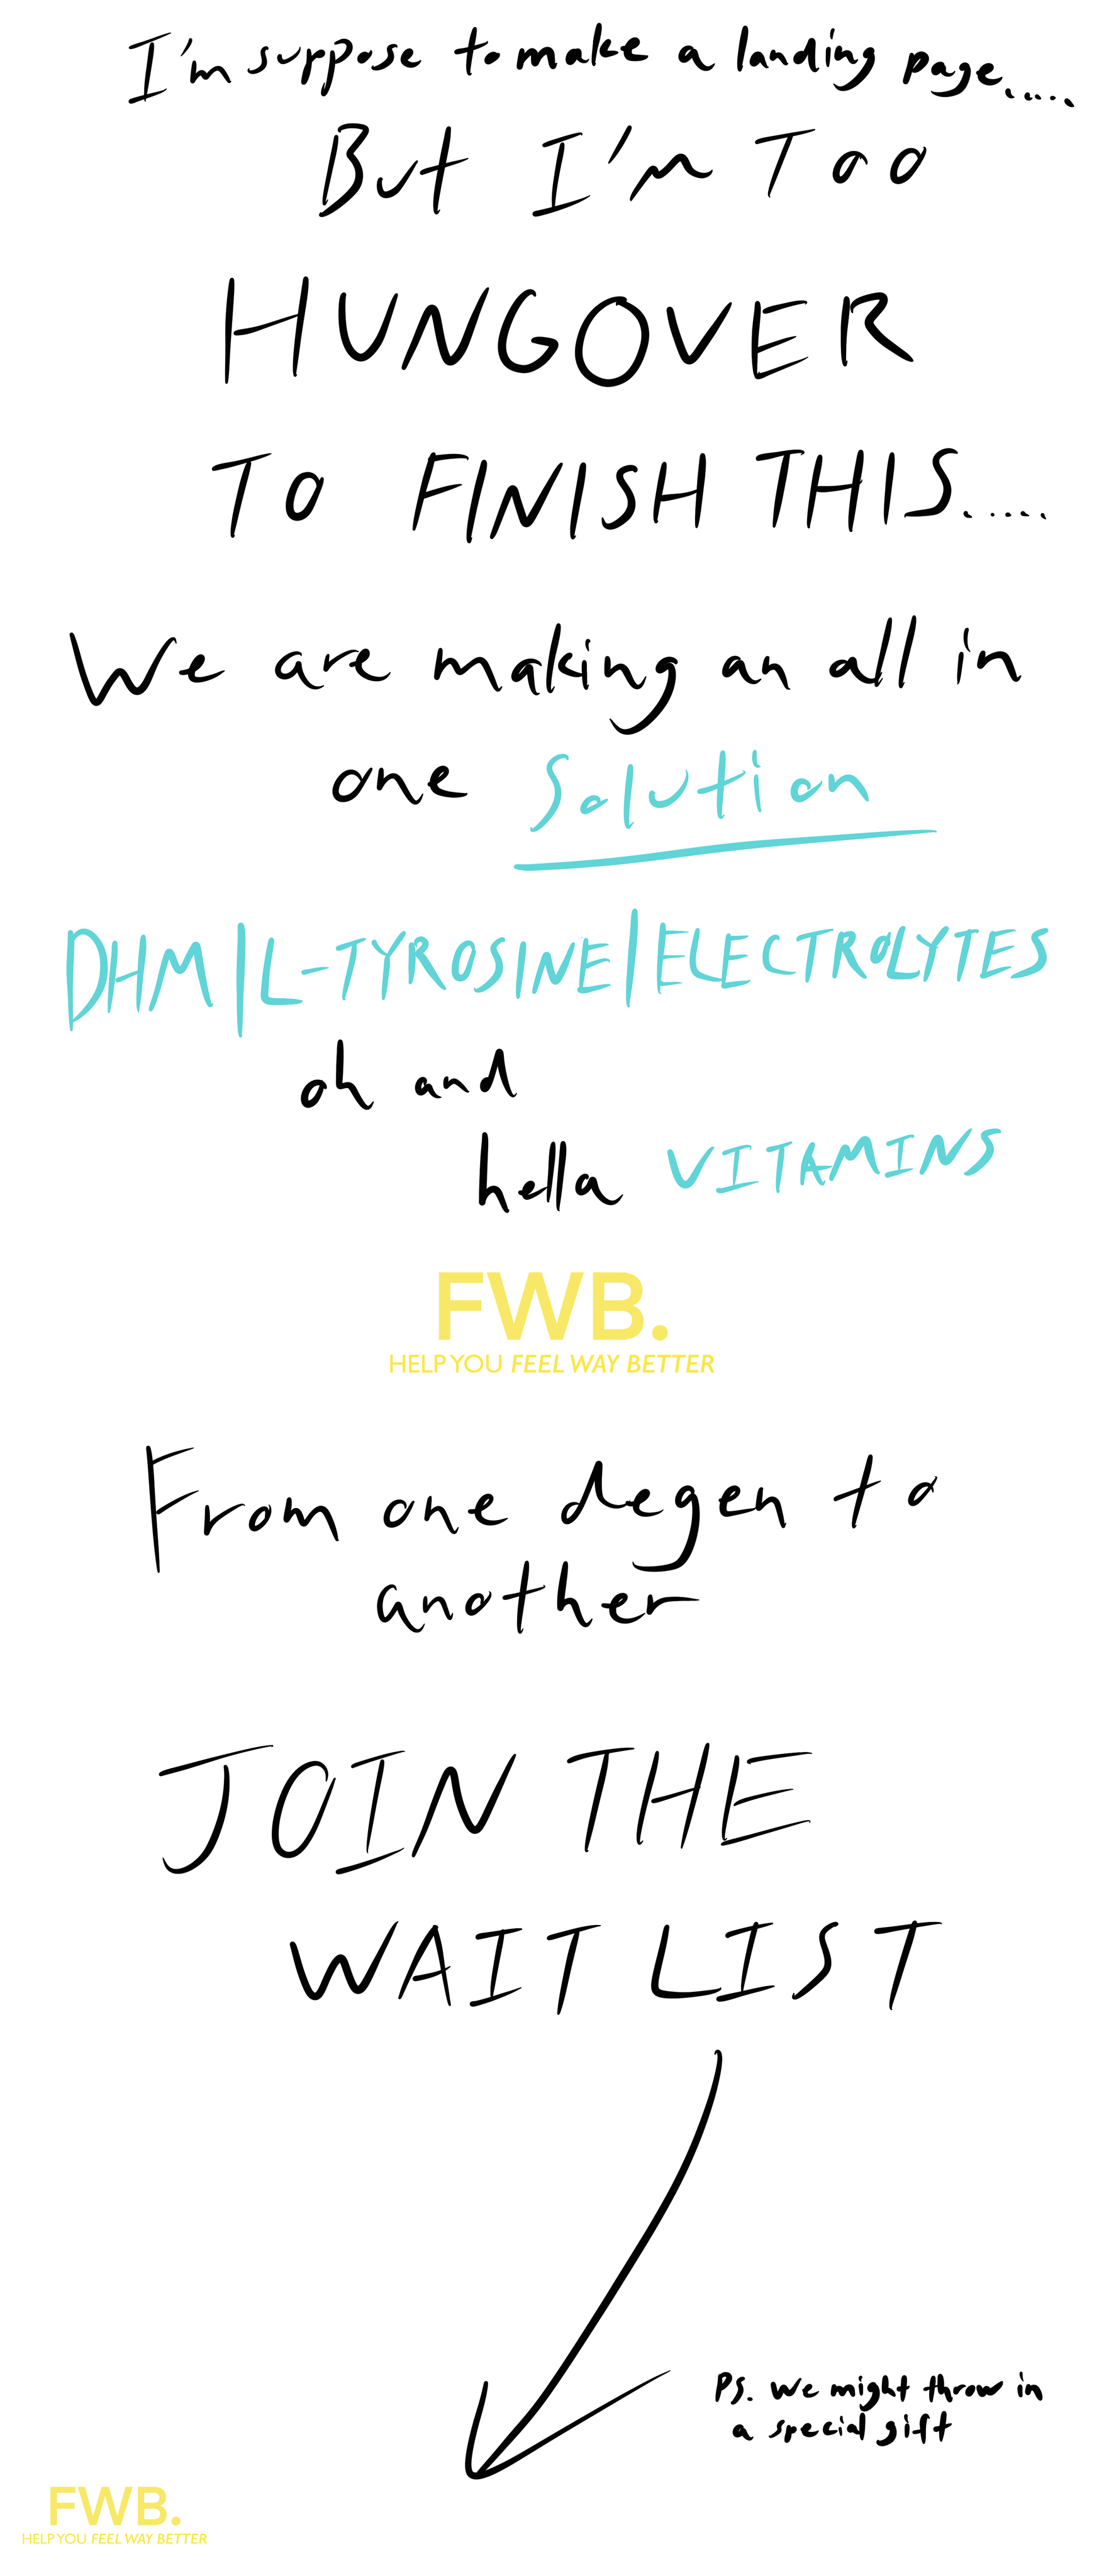 I'm suppose to make a landing page.....
But I'm Too
HUNGOVER
TO FINISH THIS.....
We are making an all in
one Solution
DHM|L-TYROSINE|ELECTROLYTES
oh and
hella VITAMINS
FWB.
HELP YOU FEEL WAY BETTER
From one degen to
another
JOIN THE
WAIT LIST
PS. We might throw in
a special gift
FWB.
HELP YOU FEEL WAY BETTER